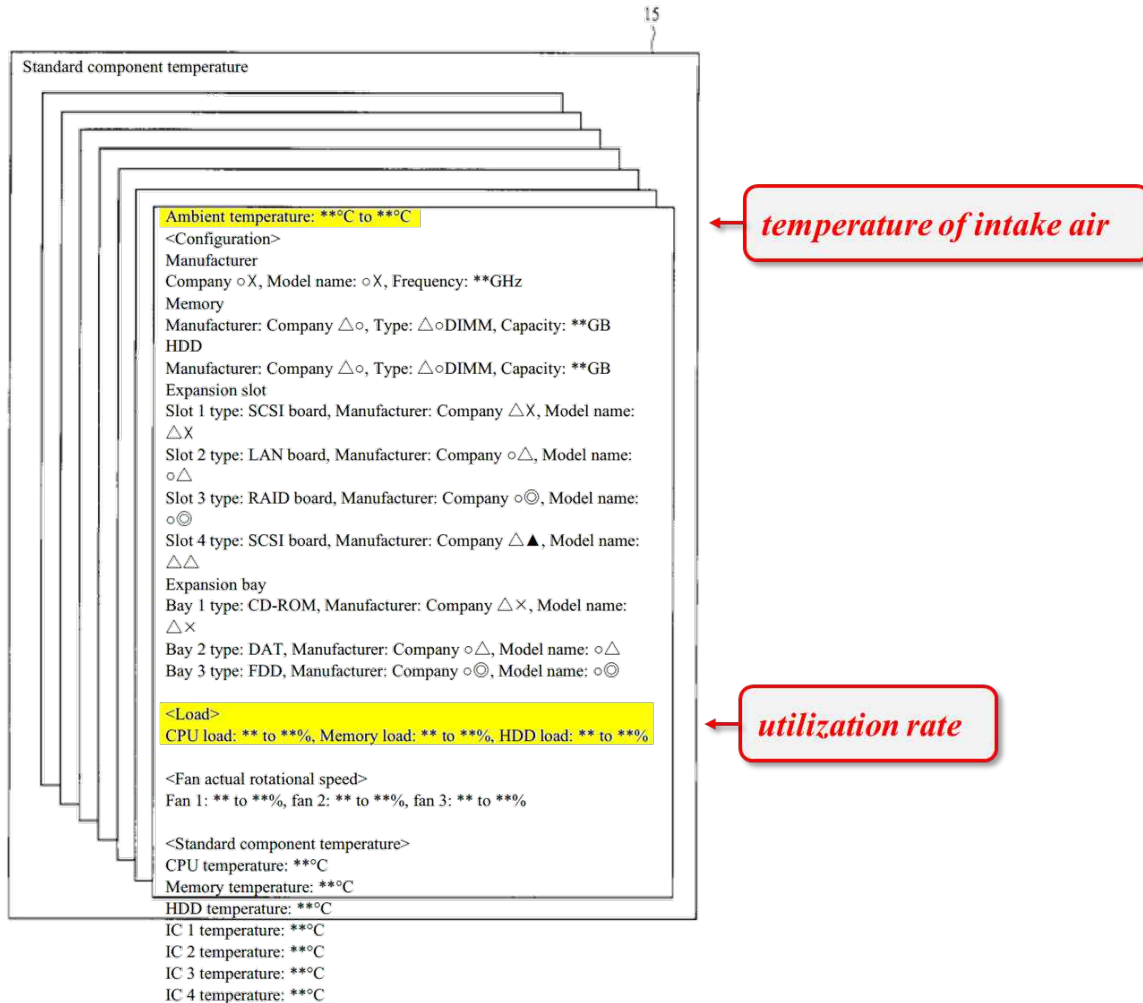 15
Standard component temperature
Ambient temperature: **°C to **°C
temperature of intake air
<Configuration>
Manufacturer
Company ○X, Model name: ○X, Frequency: **GHz
Memory
Manufacturer: Company △○, Type: △○DIMM, Capacity: **GB
HDD
Manufacturer: Company △○, Type: △○DIMM, Capacity: **GB
Expansion slot
Slot 1 type: SCSI board, Manufacturer: Company △X, Model name:
△X
Slot 2 type: LAN board, Manufacturer: Company ○△, Model name:
○△
Slot 3 type: RAID board, Manufacturer: Company ○◎, Model name:
○◎
Slot 4 type: SCSI board, Manufacturer: Company △▲, Model name:
△△
Expansion bay
Bay 1 type: CD-ROM, Manufacturer: Company △×, Model name:
△×
Bay 2 type: DAT, Manufacturer: Company ○△, Model name: ○△
Bay 3 type: FDD, Manufacturer: Company ○◎, Model name: ○◎
<Load>
CPU load: ** to **%, Memory load: ** to **%, HDD load: ** to **%
utilization rate
<Fan actual rotational speed>
Fan 1: ** to **%, fan 2: ** to **%, fan 3: ** to **%
<Standard component temperature>
CPU temperature: **°C
Memory temperature: **°C
HDD temperature: **°C
IC 1 temperature: **°C
IC 2 temperature: **°C
IC 3 temperature: **°C
IC 4 temperature: **°C